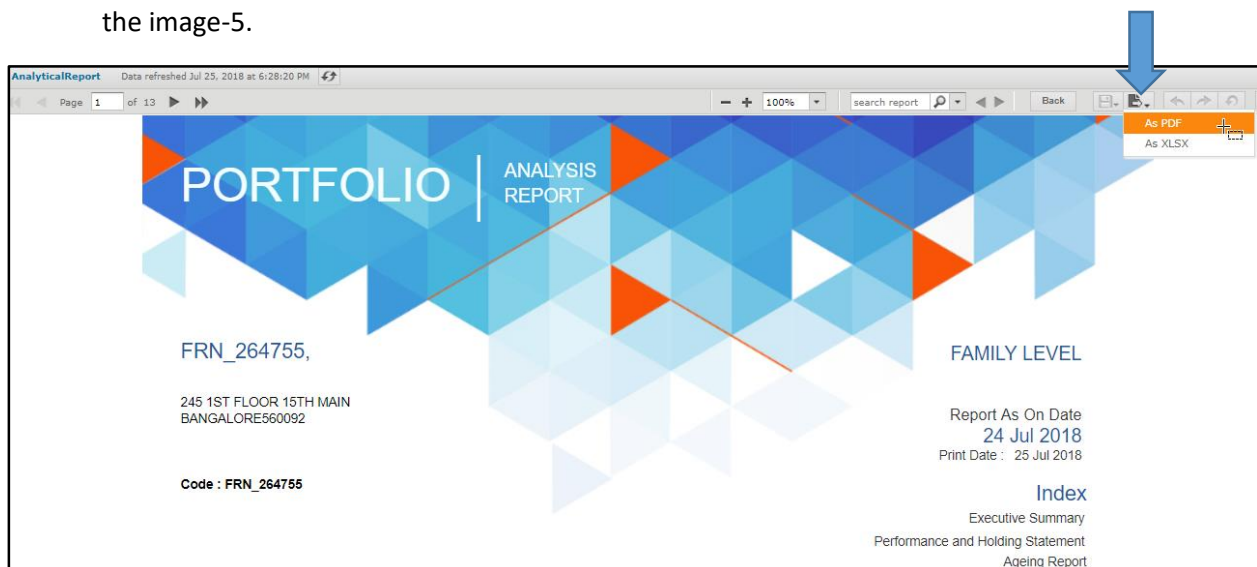 the image-5.
AnalyticalReport Data refreshed Jul 25, 2018 at 6:28:20 PM
Page 1 of 13 100% search report Back
As PDF
As XLSX
PORTFOLIO
ANALYSIS
REPORT
FRN_264755,
FAMILY LEVEL
245 1ST FLOOR 15TH MAIN
BANGALORE560092
Report As On Date
24 Jul 2018
Print Date : 25 Jul 2018
Code : FRN_264755
Index
Executive Summary
Performance and Holding Statement
Ageing Report